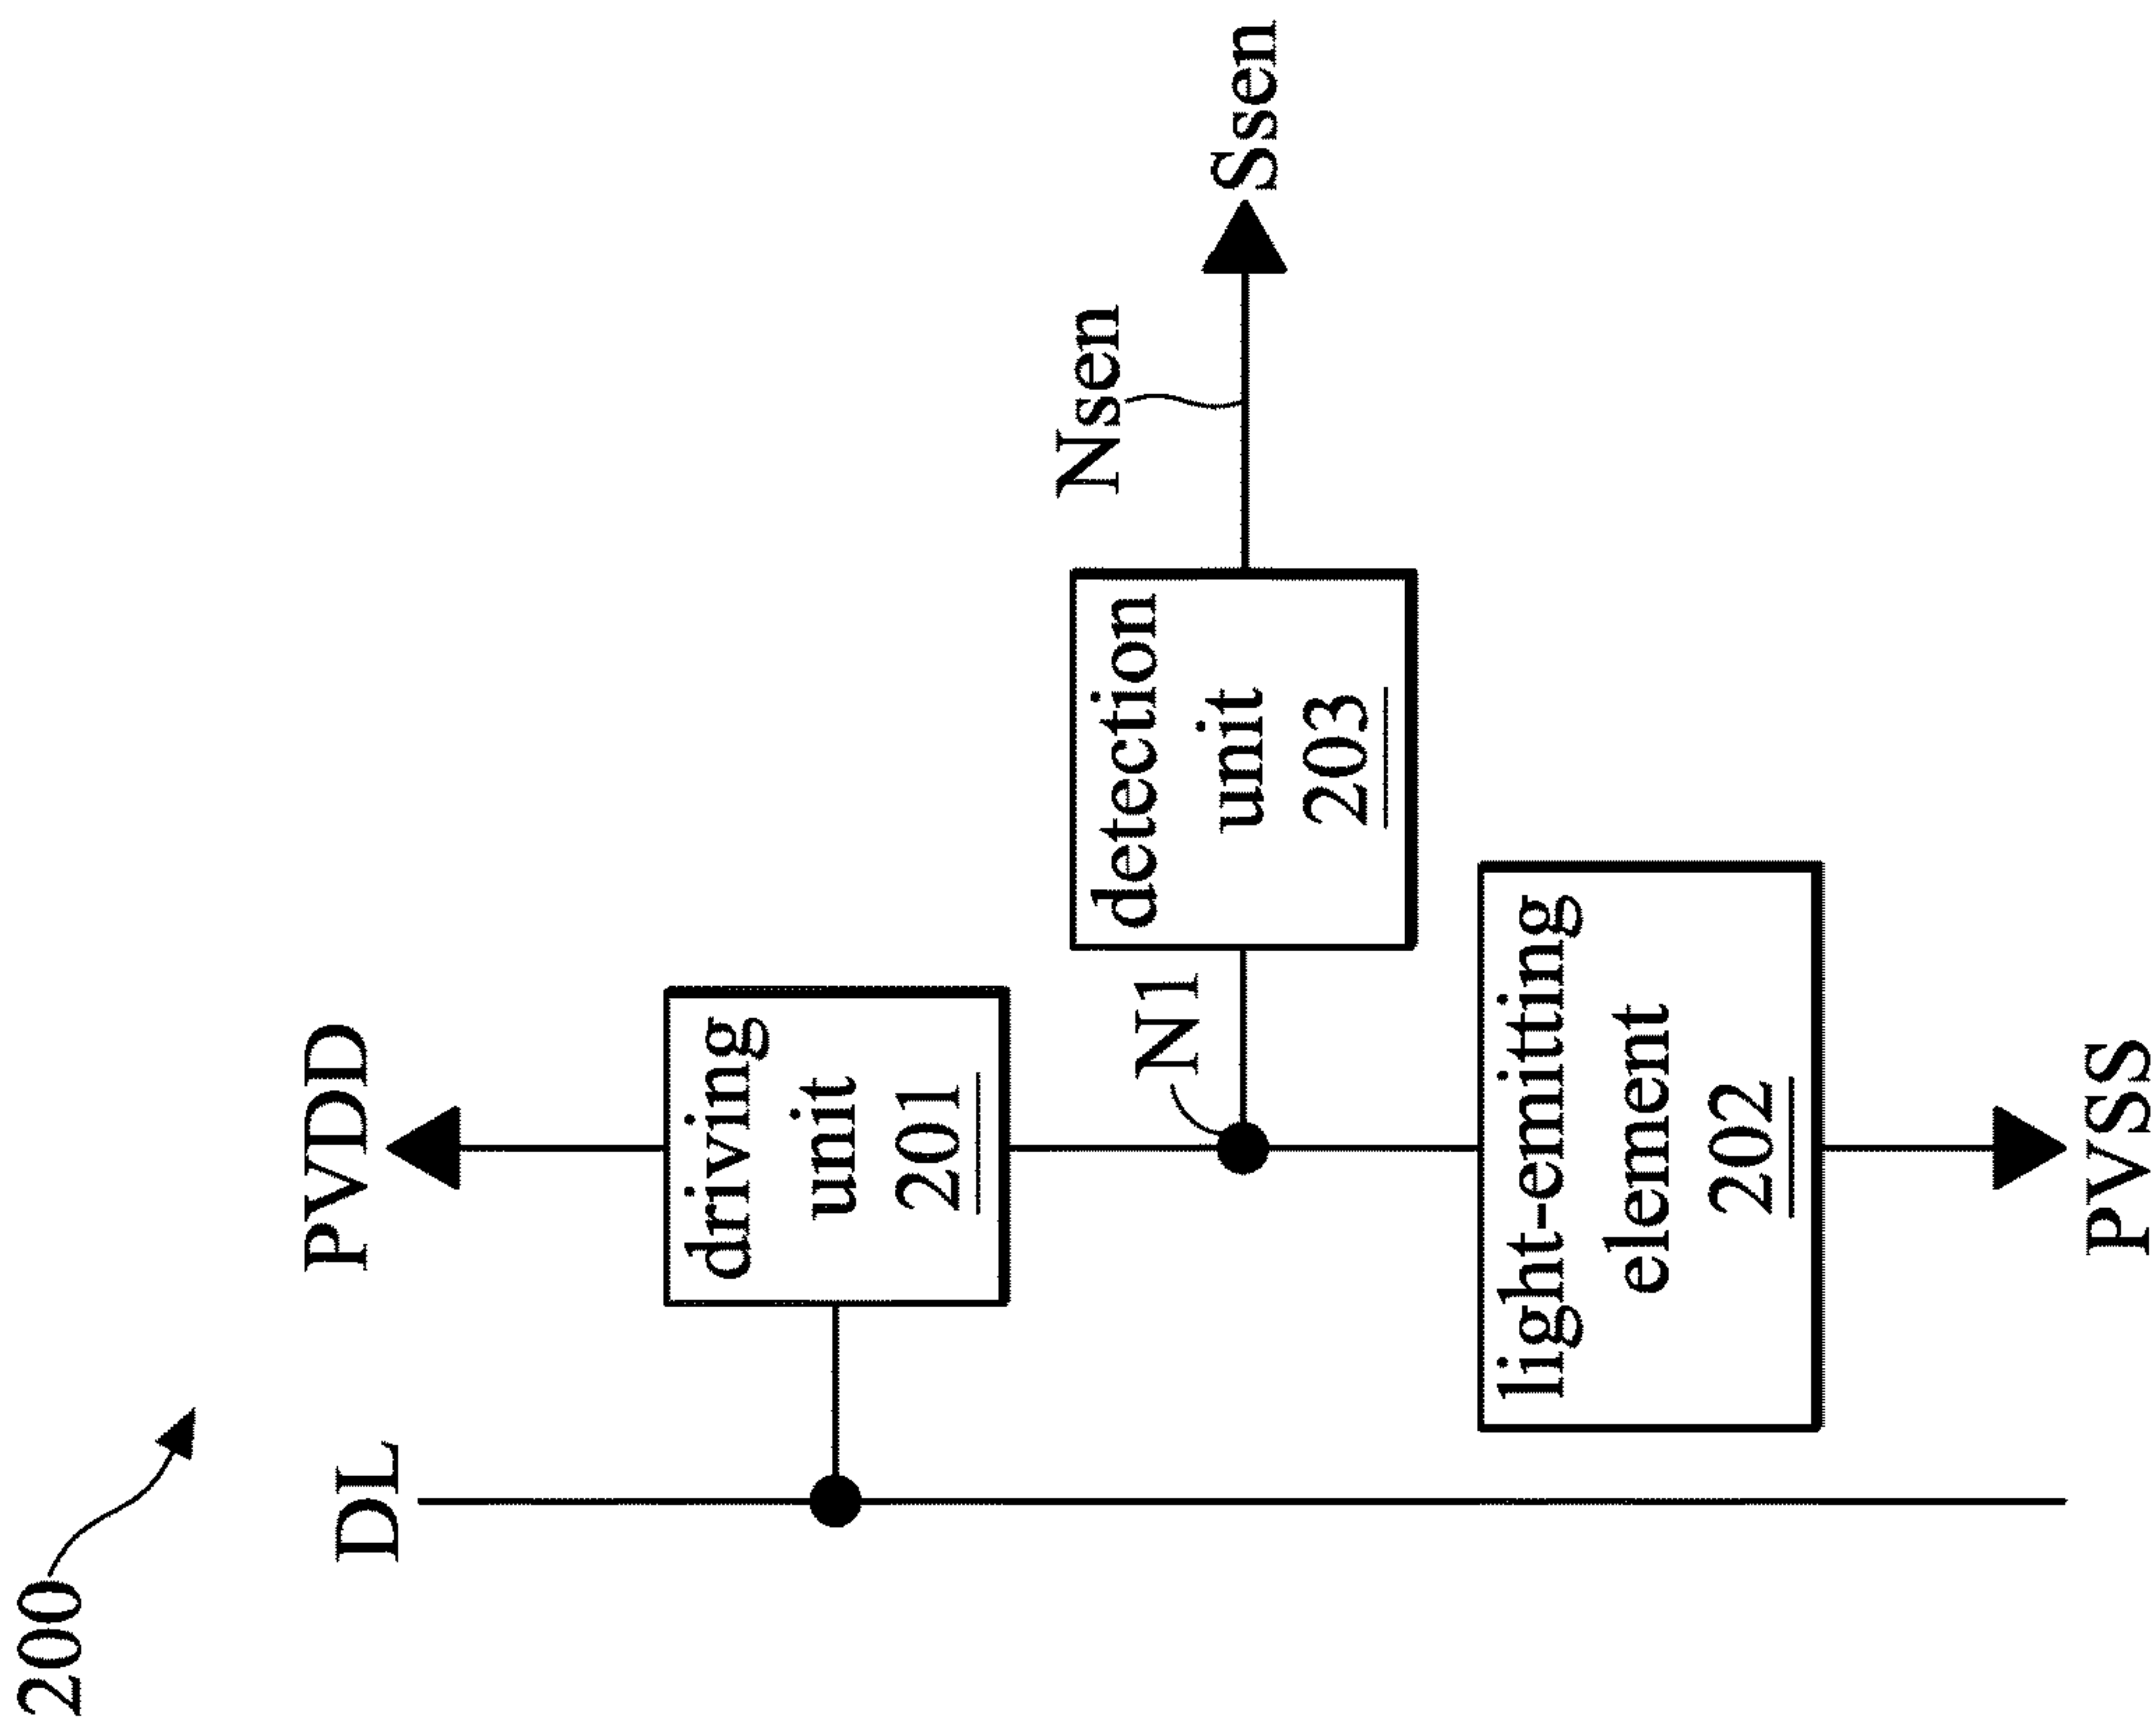 200
DL
PVDD
driving
unit
201
N1
detection
unit
203
Nsen
Ssen
light-emitting
element
202
PVSS